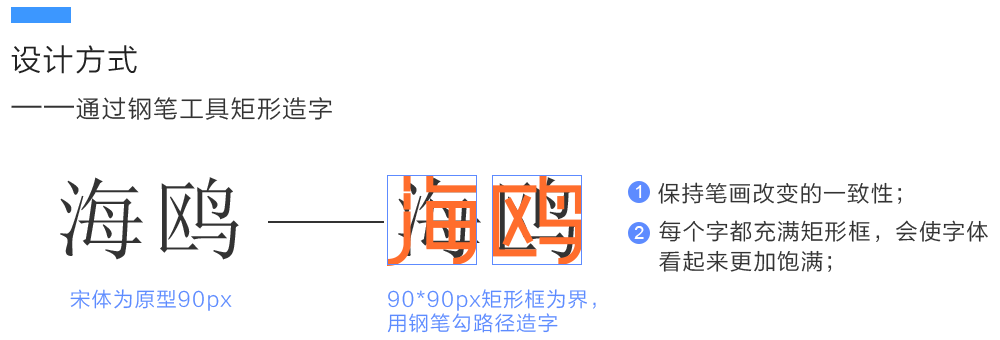 设计方式
——通过钢笔工具矩形造字
海鸥
海鸥
宋体为原型90px
90*90px矩形框为界，
用钢笔勾路径造字
1 保持笔画改变的一致性；
2 每个字都充满矩形框，会使字体
看起来更加饱满；